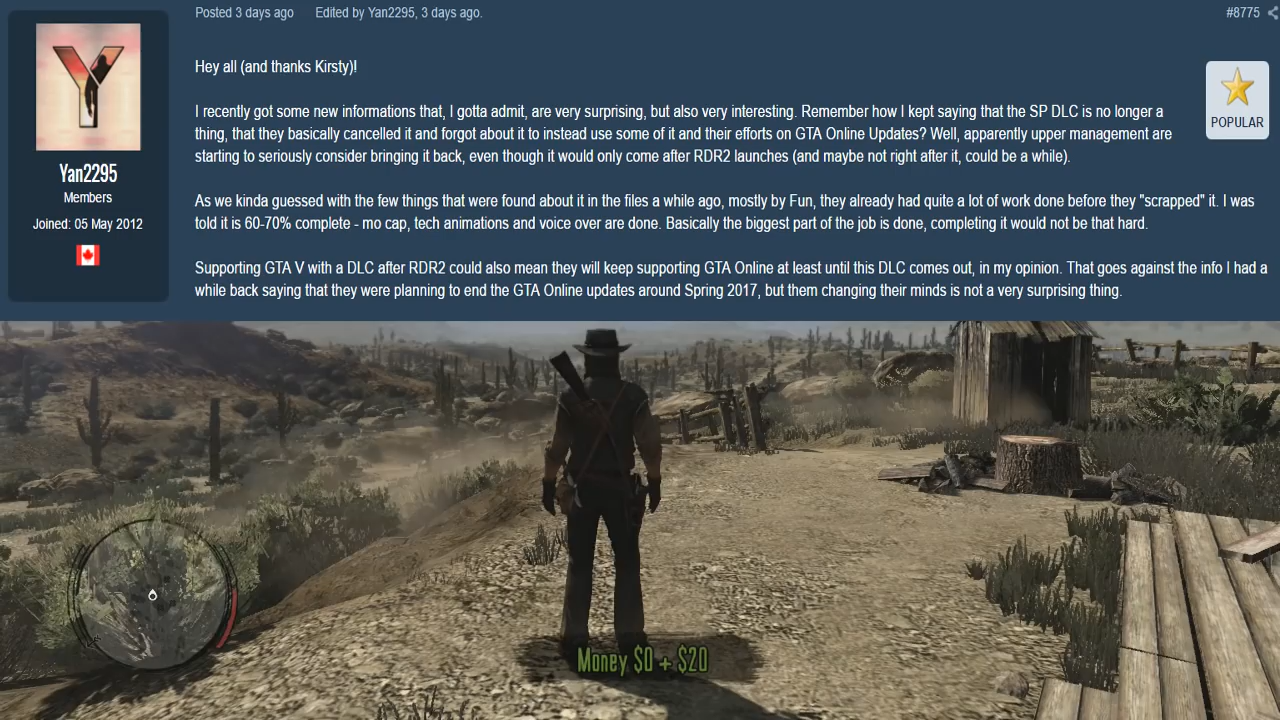 Posted 3 days ago Edited by Yan2295, 3 days ago. #8775
Y
Yan2295
Members
Joined: 05 May 2012
Hey all (and thanks Kirsty)!
I recently got some new informations that, I gotta admit, are very surprising, but also very interesting. Remember how I kept saying that the SP DLC is no longer a
thing, that they basically cancelled it and forgot about it to instead use some of it and their efforts on GTA Online Updates? Well, apparently upper management are
starting to seriously consider bringing it back, even though it would only come after RDR2 launches (and maybe not right after it, could be a while).
POPULAR
As we kinda guessed with the few things that were found about it in the files a while ago, mostly by Fun, they already had quite a lot of work done before they "scrapped" it. I was
told it is 60-70% complete - mo cap, tech animations and voice over are done. Basically the biggest part of the job is done, completing it would not be that hard.
Supporting GTA V with a DLC after RDR2 could also mean they will keep supporting GTA Online at least until this DLC comes out, in my opinion. That goes against the info I had a
while back saying that they were planning to end the GTA Online updates around Spring 2017, but them changing their minds is not a very surprising thing.
Money $0 + $20